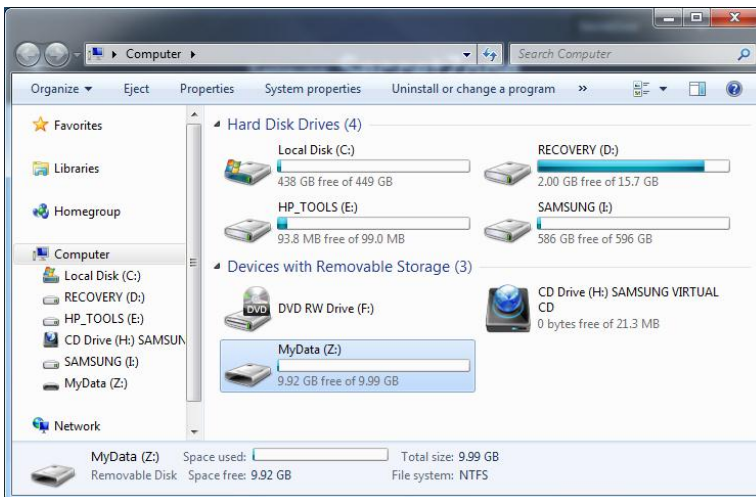 Computer
Search Computer
Organize Eject Properties System properties Uninstall or change a program »
Favorites
Libraries
Homegroup
Computer
Local Disk (C:)
RECOVERY (D:)
HP_TOOLS (E:)
CD Drive (H:) SAMSUN
SAMSUNG (I:)
MyData (Z:)
Network
Hard Disk Drives (4)
Local Disk (C:)
438 GB free of 449 GB
RECOVERY (D:)
2.00 GB free of 15.7 GB
HP_TOOLS (E:)
93.8 MB free of 99.0 MB
SAMSUNG (I:)
586 GB free of 596 GB
Devices with Removable Storage (3)
DVD
DVD RW Drive (F:)
CD Drive (H:) SAMSUNG VIRTUAL
CD
0 bytes free of 21.3 MB
MyData (Z:)
9.92 GB free of 9.99 GB
MyData (Z:) Space used: Total size: 9.99 GB
Removable Disk Space free: 9.92 GB File system: NTFS